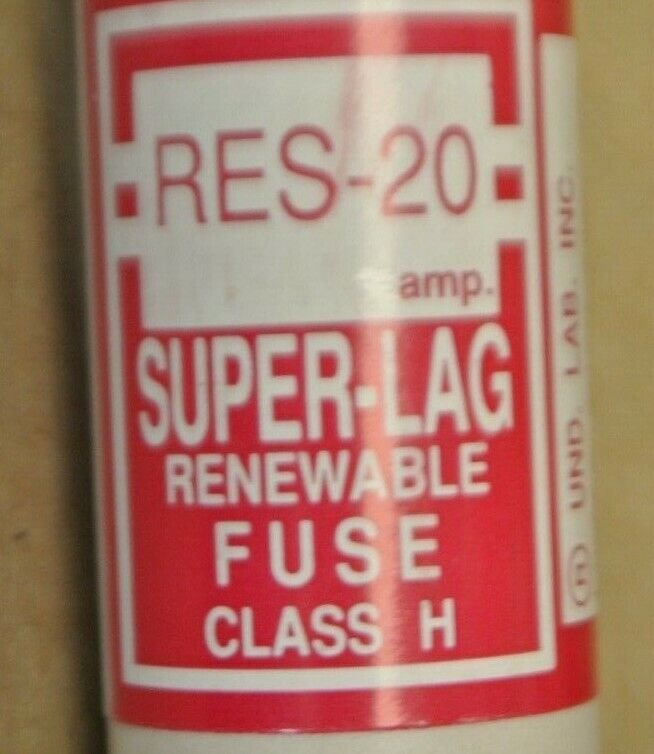 RES-20
amp.
SUPER-LAG
RENEWABLE
FUSE
CLASS H
® UND. LAB. INC.